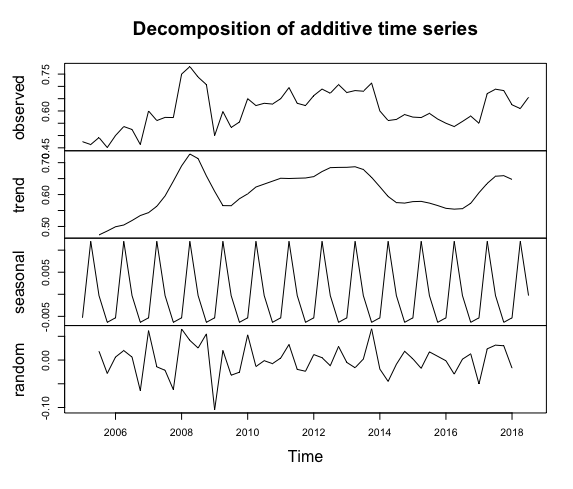 Decomposition of additive time series
observed
0.45 0.60 0.75
trend
0.50 0.60 0.70
seasonal
-0.005 0.005
random
-0.10 0.00
2006 2008 2010 2012 2014 2016 2018
Time